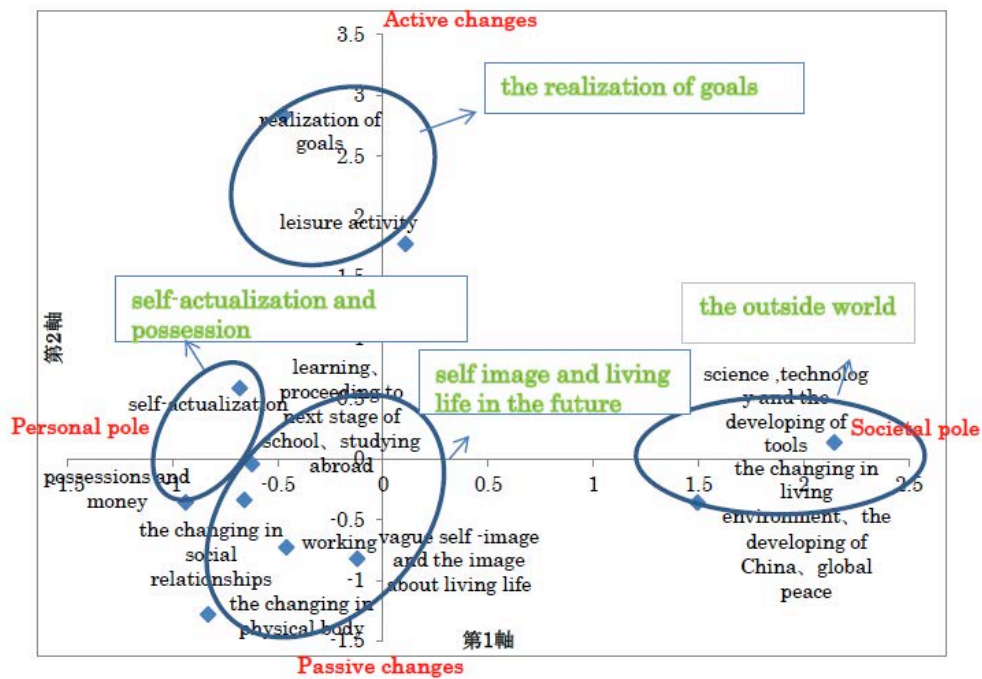 Active changes
3.5
3
the realization of goals
realization of
goals
2.5
2
leisure activity
1.5
self-actualization and
possession
the outside world
第2軸
1
learning、
proceeding to
next stage of
school、studying
abroad
self image and living
life in the future
science ,technolog
y and the
developing of
tools
0.5
self-actualization
Personal pole
Societal pole
0
-1.5
-1
-0.5
0.5
1
1.5
2
2.5
possessions and
money
the changing in
living
environment、the
developing of
China、global
peace
-0.5
the changing in
social
relationships
working
vague self -image
and the image
about living life
-1
the changing in
physical body
-1.5
第1軸
Passive changes